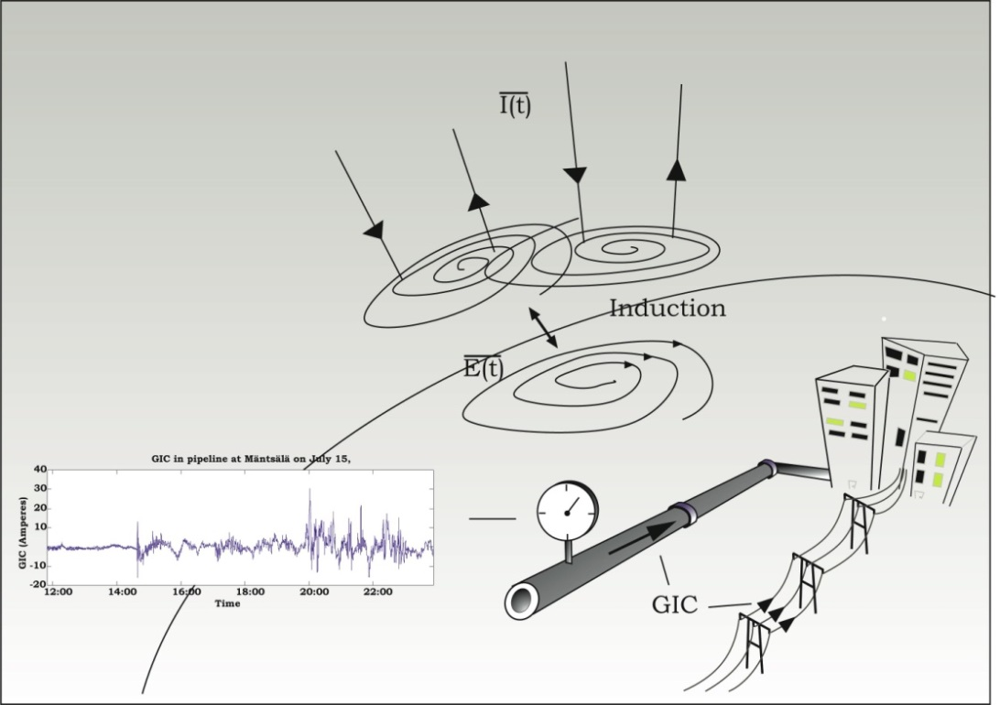 I(t)
Induction
E(t)
GIC in pipeline at Mäntsälä on July 15,
GIC (Amperes)
40
30
20
10
-10
-20
12:00 14:00 16:00 18:00 20:00 22:00
Time
GIC